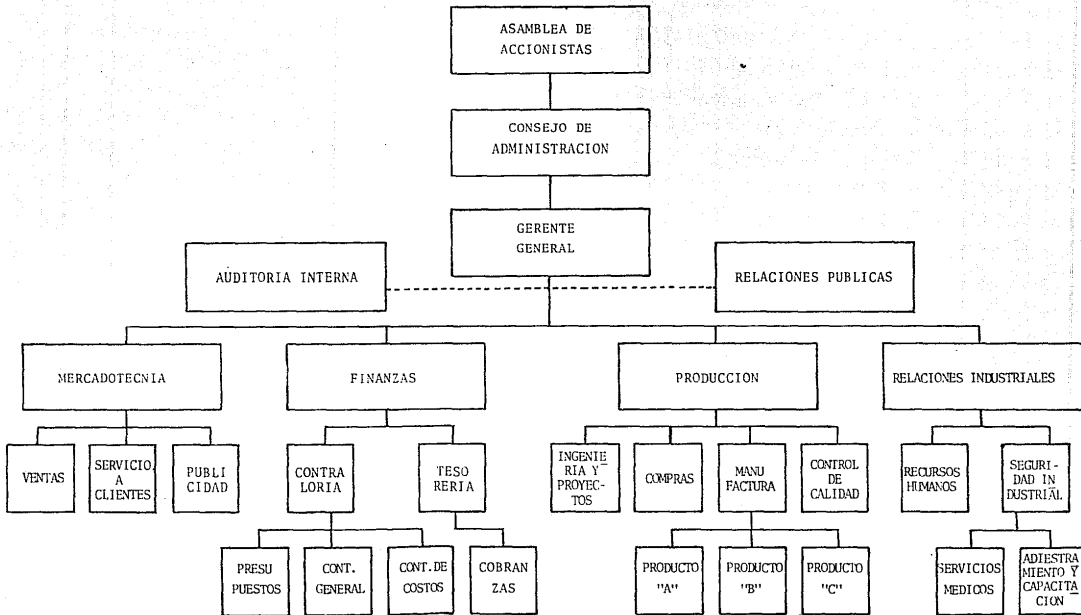 ASAMBLEA DE
ACCIONISTAS
CONSEJO DE
ADMINISTRACION
GERENTE
GENERAL
AUDITORIA INTERNA
RELACIONES PUBLICAS
MERCADOTECNIA
FINANZAS
PRODUCCION
RELACIONES INDUSTRIALES
VENTAS
SERVICIO
A
CLIENTES
PUBLI
CIDAD
CONTRA
LORIA
TESO
RERIA
INGENIE
RIA Y
PROYEC-
TOS
COMPRAS
MANU
FACTURA
CONTROL
DE
CALIDAD
RECURSOS
HUMANOS
SEGURI-
DAD IN
DUSTRIAL
PRESU
PUESTOS
CONT.
GENERAL
CONT.DE
COSTOS
COBRAN
ZAS
PRODUCTO
"A"
PRODUCTO
"B"
PRODUCTO
"C"
SERVICIOS
MEDICOS
ADIESTRA
MIENTO Y
CAPACITA
CION